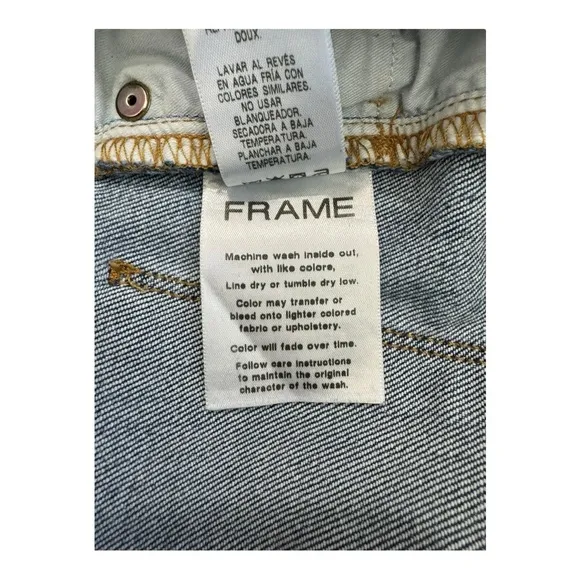 DOUX.
LAVAR AL REVÉS
EN AGUA FRÍA CON
COLORES SIMILARES.
NO USAR
BLANQUEADOR.
SECADORA A BAJA
TEMPERATURA.
PLANCHAR A BAJA
TEMPERATURA.
FRAME
Machine wash inside out,
with like colors,
Line dry or tumble dry low.
Color may transfer or
bleed onto lighter colored
fabric or upholstery.
Color will fade over time.
Follow care instructions
to maintain the original
character of the wash.